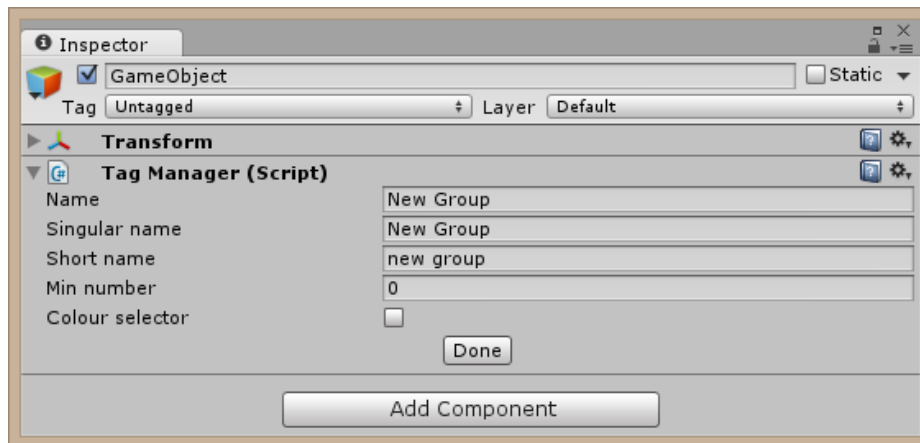 Inspector
GameObject Static
Tag Untagged Layer Default
Transform
C# Tag Manager (Script)
Name New Group
Singular name New Group
Short name new group
Min number 0
Colour selector
Done
Add Component